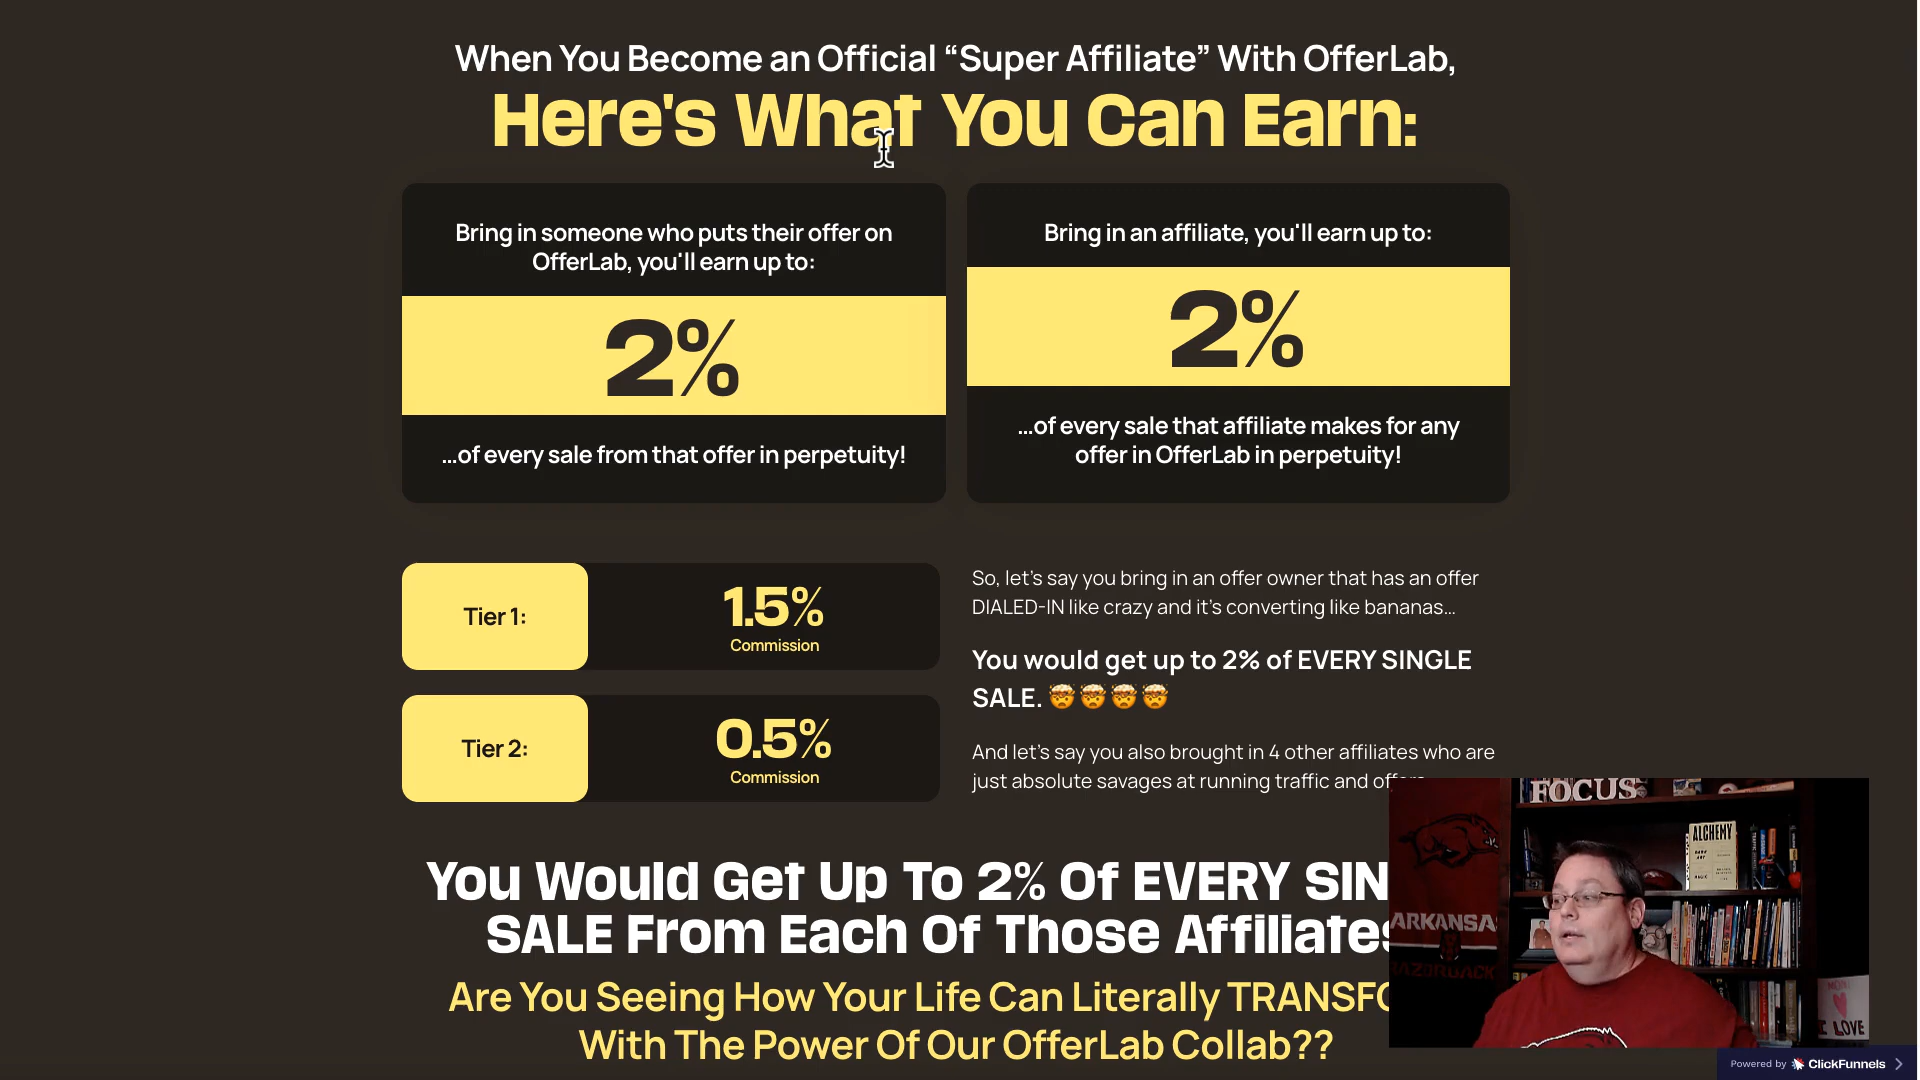 When You Become an Official “Super Affiliate” With OfferLab,
Here's What You Can Earn:
Bring in someone who puts their offer on
OfferLab, you'll earn up to:
2%
...of every sale from that offer in perpetuity!
Bring in an affiliate, you'll earn up to:
2%
...of every sale that affiliate makes for any
offer in OfferLab in perpetuity!
Tier 1:
1.5%
Commission
Tier 2:
0.5%
Commission
So, let's say you bring in an offer owner that has an offer
DIALED-IN like crazy and it's converting like bananas...
You would get up to 2% of EVERY SINGLE
SALE. 🤯🤯🤯🤯
And let's say you also brought in 4 other affiliates who are
just absolute savages at running traffic and
You Would Get Up To 2% Of EVERY SIN
SALE From Each Of Those Affiliates
Are You Seeing How Your Life Can Literally TRANSFO
With The Power Of Our OfferLab Collab??
FOCUS
ALCHEMY
ARKANSAS
RAZORBACK
I LOVE
Powered by ClickFunnels